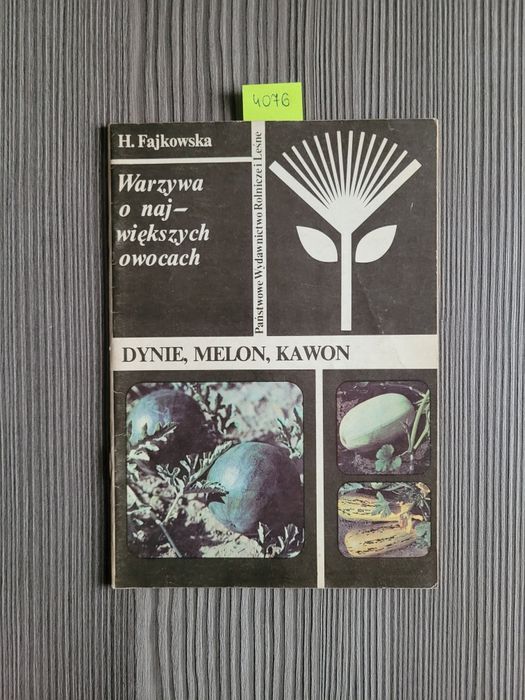 4076
H. Fajkowska
Warzywa
o naj–
większych
owocach
Państwowe Wydawnictwo Rolnicze i Leśne
DYNIE, MELON, KAWON